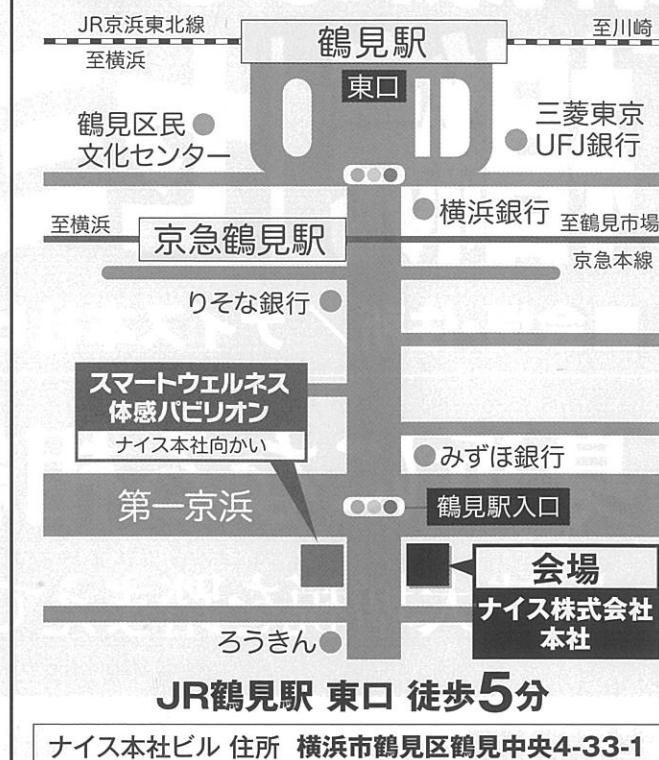 JR京浜東北線
至横浜
鶴見駅
至川崎
東口
鶴見区民
文化センター
三菱東京
UFJ銀行
横浜銀行
至横浜
京急鶴見駅
至鶴見市場
京急本線
りそな銀行
スマートウェルネス
体感パビリオン
ナイス本社向かい
みずほ銀行
第一京浜
鶴見駅入口
会場
ナイス株式会社
本社
ろうきん
JR鶴見駅 東口 徒歩5分
ナイス本社ビル 住所 横浜市鶴見区鶴見中央4-33-1